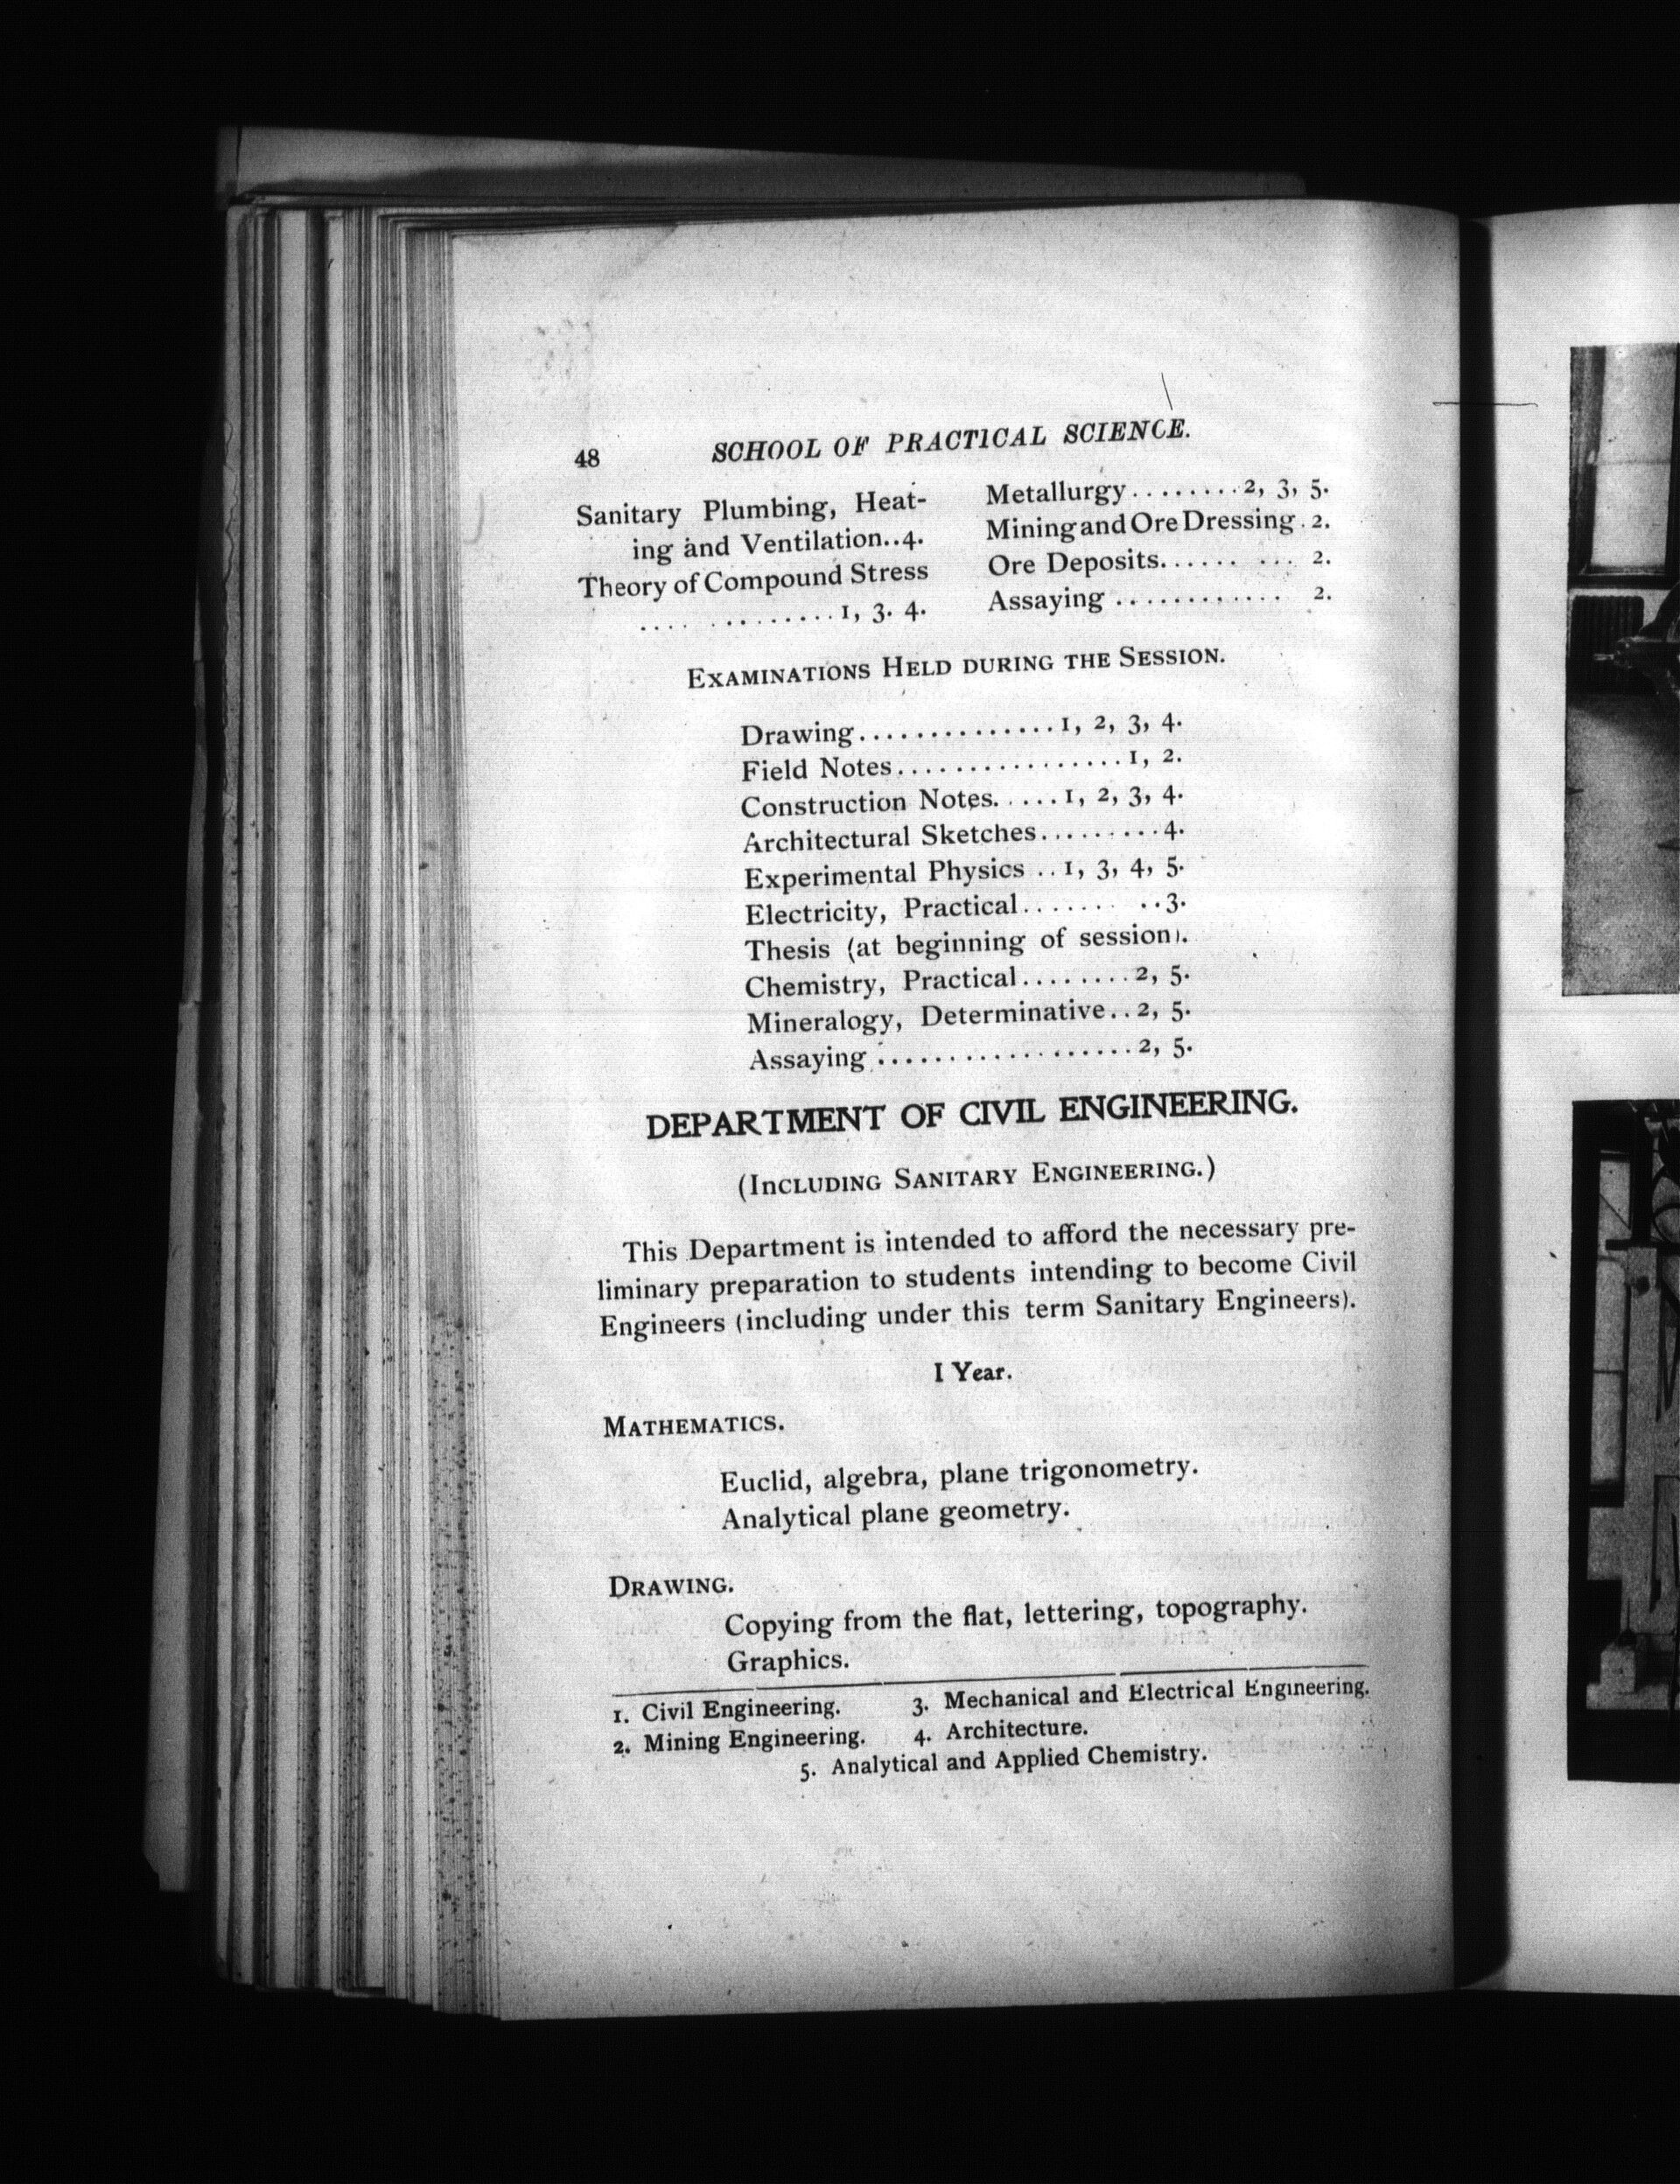 48 SCHOOL OF PRACTICAL SCIENCE.
Sanitary Plumbing, Heat-
ing and Ventilation..4.
Theory of Compound Stress
.... .........1, 3. 4.
Metallurgy........2, 3, 5.
Mining and Ore Dressing.2.
Ore Deposits...... ... 2.
Assaying ............ 2.
EXAMINATIONS HELD DURING THE SESSION.
Drawing..............1, 2, 3, 4.
Field Notes................1, 2.
Construction Notes.....1, 2, 3, 4.
Architectural Sketches.........4.
Experimental Physics ..1, 3, 4, 5.
Electricity, Practical....... ..3.
Thesis (at beginning of session).
Chemistry, Practical........2, 5.
Mineralogy, Determinative..2, 5.
Assaying ..................2, 5.
DEPARTMENT OF CIVIL ENGINEERING.
(INCLUDING SANITARY ENGINEERING.)
This Department is intended to afford the necessary pre-
liminary preparation to students intending to become Civil
Engineers (including under this term Sanitary Engineers).
I Year.
MATHEMATICS.
Euclid, algebra, plane trigonometry.
Analytical plane geometry.
DRAWING.
Copying from the flat, lettering, topography.
Graphics.
1. Civil Engineering. 3. Mechanical and Electrical Engineering.
2. Mining Engineering. 4. Architecture.
5. Analytical and Applied Chemistry.